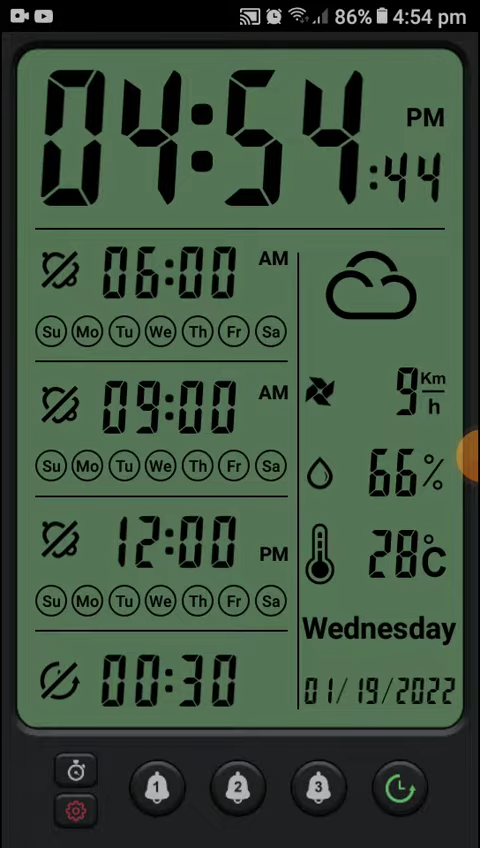 86% 4:54 pm
04:54:44 PM
06:00 AM
Su Mo Tu We Th Fr Sa
09:00 AM
Su Mo Tu We Th Fr Sa
12:00 PM
Su Mo Tu We Th Fr Sa
00:30
9 Km/h
66%
28°C
Wednesday
01/19/2022
1 2 3